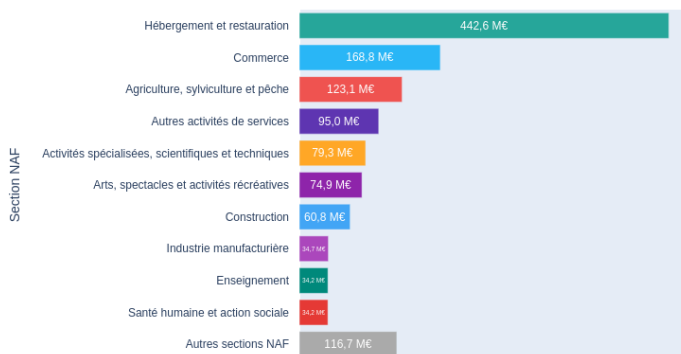 Section NAF
Hébergement et restauration 442,6 M€
Commerce 168,8 M€
Agriculture, sylviculture et pêche 123,1 M€
Autres activités de services 95,0 M€
Activités spécialisées, scientifiques et techniques 79,3 M€
Arts, spectacles et activités récréatives 74,9 M€
Construction 60,8 M€
Industrie manufacturière 34,7 M€
Enseignement 34,2 M€
Santé humaine et action sociale 34,2 M€
Autres sections NAF 116,7 M€